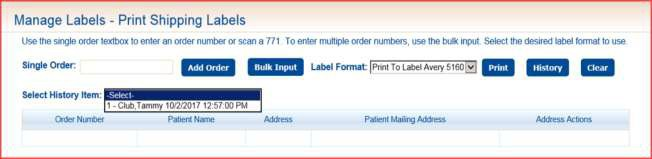 Manage Labels - Print Shipping Labels
Use the single order textbox to enter an order number or scan a 771. To enter multiple order numbers, use the bulk input. Select the desired label format to use.
Single Order: Add Order Bulk Input Label Format: Print To Label Avery 5160 Print History Clear
Select History Item: -Select-
1 - Club,Tammy 10/2/2017 12:57:00 PM
Order Number Patient Name Address Patient Mailing Address Address Actions